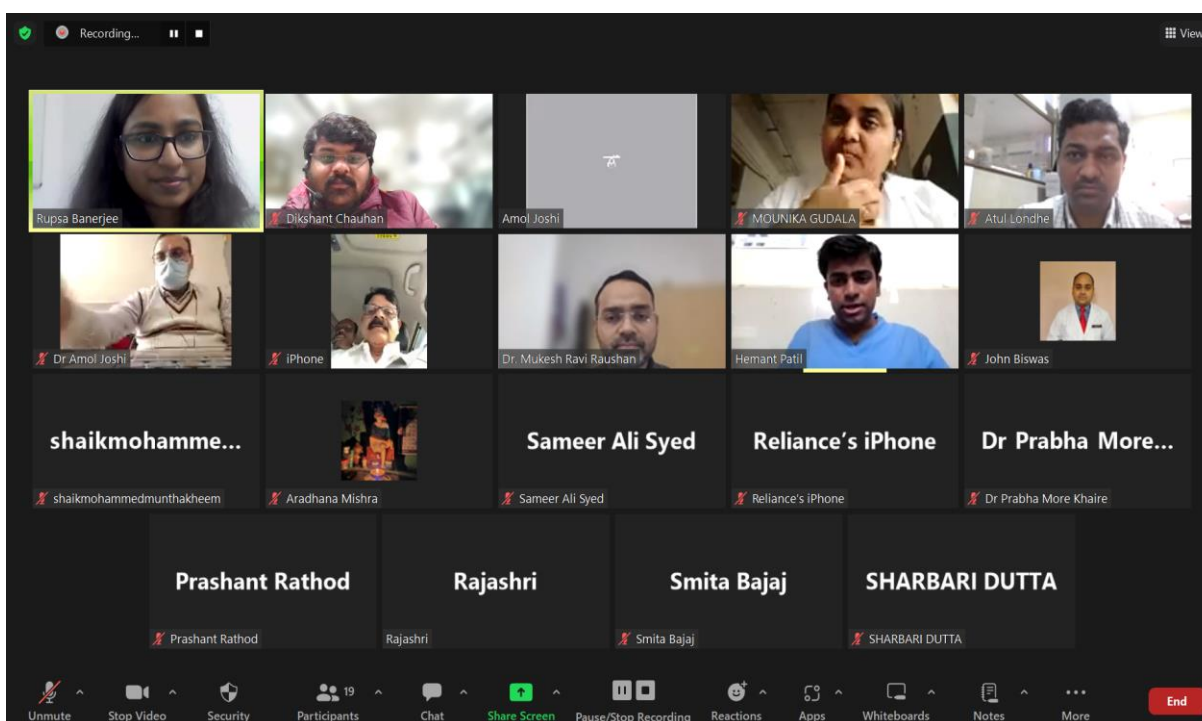 Recording...
View
Rupsa Banerjee
Dikshant Chauhan
Amol Joshi
MOUNIKA GUDALA
Atul Londhe
Dr Amol Joshi
iPhone
Dr. Mukesh Ravi Raushan
Hemant Patil
John Biswas
shaikmohamme...
Sameer Ali Syed
Reliance's iPhone
Dr Prabha More...
shaikmohammedmunthakheem
Aradhana Mishra
Sameer Ali Syed
Reliance's iPhone
Dr Prabha More Khaire
Prashant Rathod
Rajashri
Smita Bajaj
SHARBARI DUTTA
Prashant Rathod
Rajashri
Smita Bajaj
SHARBARI DUTTA
19
Unmute
Stop Video
Security
Participants
Chat
Share Screen
Pause/Stop Recording
Reactions
Apps
Whiteboards
Notes
More
End